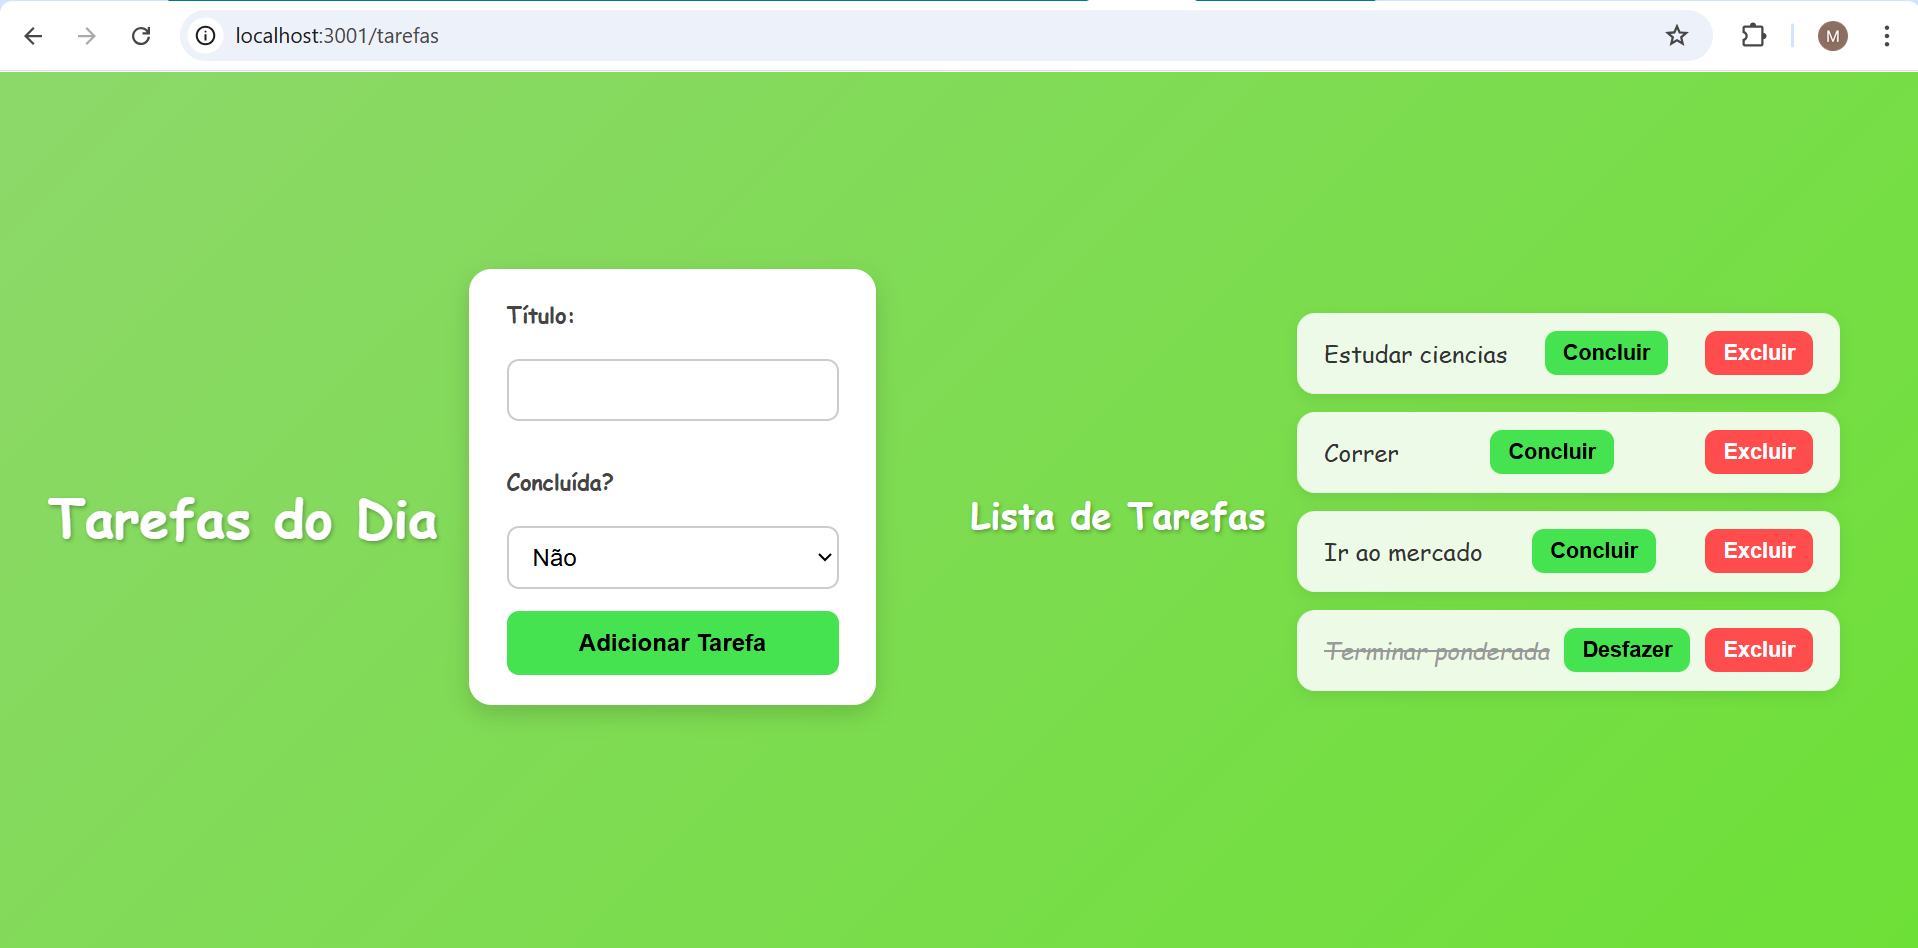 localhost:3001/tarefas
M
Tarefas do Dia
Título:
Concluída?
Não
Adicionar Tarefa
Lista de Tarefas
Estudar ciencias Concluir Excluir
Correr Concluir Excluir
Ir ao mercado Concluir Excluir
Terminar ponderada Desfazer Excluir